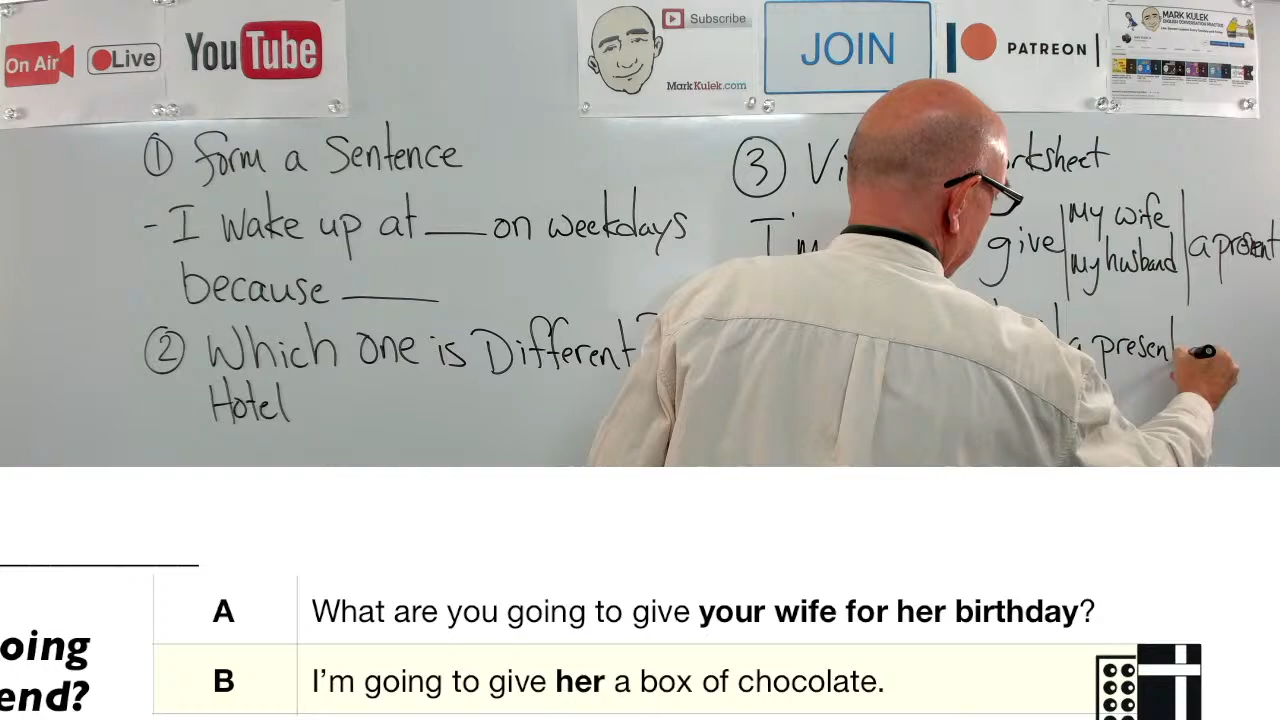 On Air
Live
YouTube
Subscribe
MarkKulek.com
JOIN
PATREON
MARK KULEK
① Form a Sentence
- I wake up at ___ on weekdays
because ___
② Which one is Different?
Hotel
③
I'm give my wife a present
my husband
a present
A What are you going to give your wife for her birthday?
B I'm going to give her a box of chocolate.
oing
end?